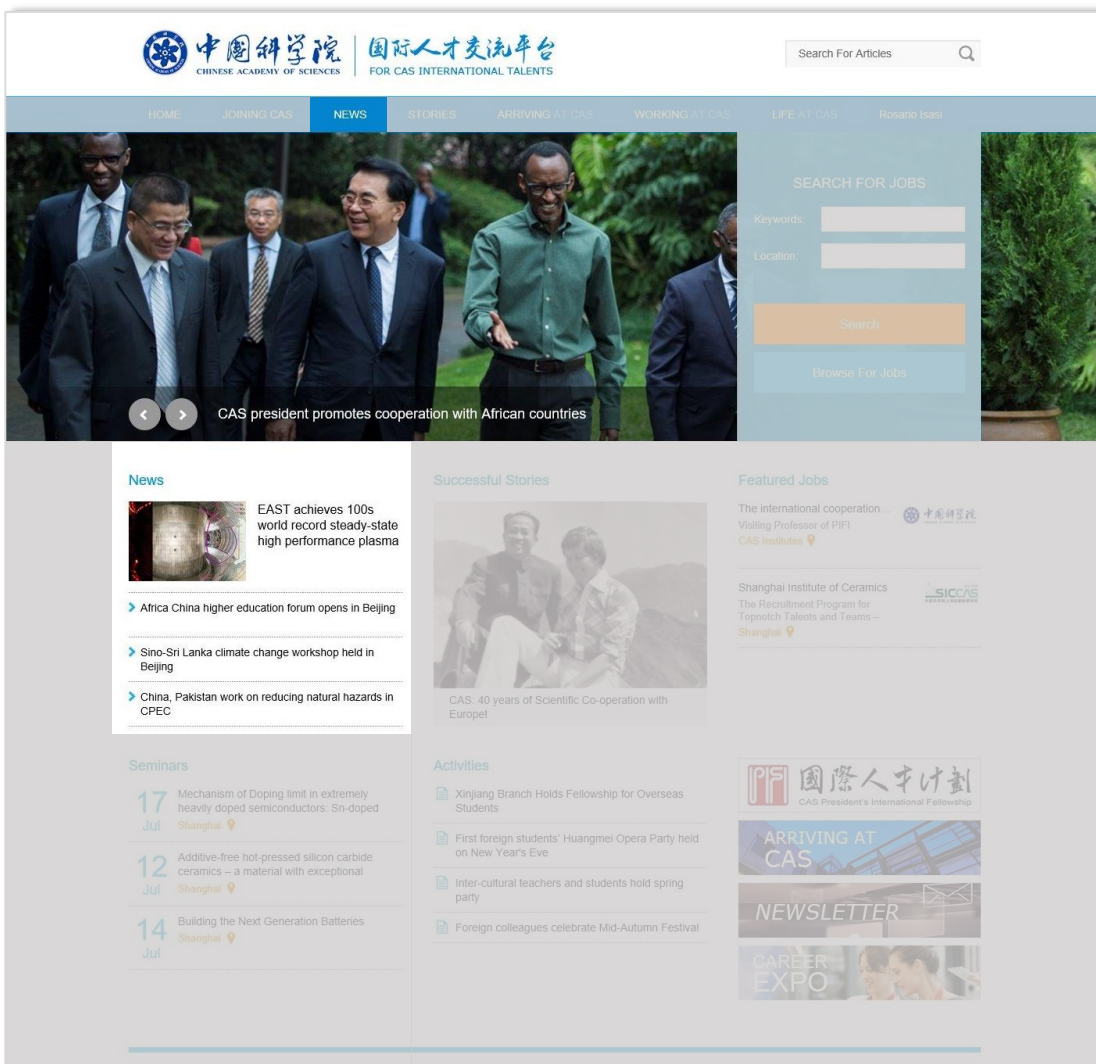 中國科学院
CHINESE ACADEMY OF SCIENCES
国际人才交流平台
FOR CAS INTERNATIONAL TALENTS
Search For Articles
HOME JOINING CAS NEWS STORIES ARRIVING AT CAS WORKING AT CAS LIFE AT CAS Rosario Isasi
SEARCH FOR JOBS
Keywords:
Location:
Search
Browse For Jobs
CAS president promotes cooperation with African countries
News
EAST achieves 100s
world record steady-state
high performance plasma
Africa China higher education forum opens in Beijing
Sino-Sri Lanka climate change workshop held in
Beijing
China, Pakistan work on reducing natural hazards in
CPEC
Successful Stories
CAS: 40 years of Scientific Co-operation with
Europe!
Featured Jobs
The international cooperation...
Visiting Professor of PIFI
CAS Institutes
中國科学院
Shanghai Institute of Ceramics
The Recruitment Program for
Topnotch Talents and Teams –
Shanghai
SICCAS
Seminars
17
Jul
Mechanism of Doping limit in extremely
heavily doped semiconductors: Sn-doped
Shanghai
12
Jul
Additive-free hot-pressed silicon carbide
ceramics – a material with exceptional
Shanghai
14
Jul
Building the Next Generation Batteries
Shanghai
Activities
Xinjiang Branch Holds Fellowship for Overseas
Students
First foreign students' Huangmei Opera Party held
on New Year's Eve
Inter-cultural teachers and students hold spring
party
Foreign colleagues celebrate Mid-Autumn Festival
PIFI
國際人才计劃
CAS President's International Fellowship
ARRIVING AT
CAS
NEWSLETTER
CAREER
EXPO